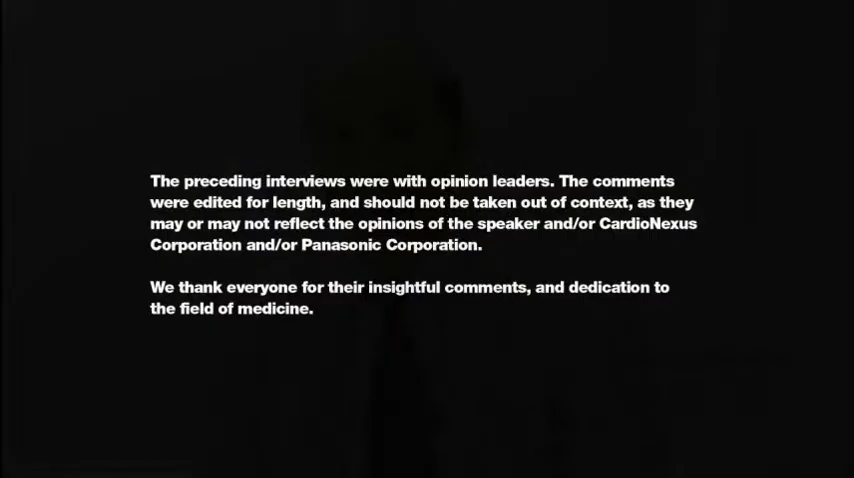 The preceding interviews were with opinion leaders. The comments
were edited for length, and should not be taken out of context, as they
may or may not reflect the opinions of the speaker and/or CardioNexus
Corporation and/or Panasonic Corporation.
We thank everyone for their insightful comments, and dedication to
the field of medicine.